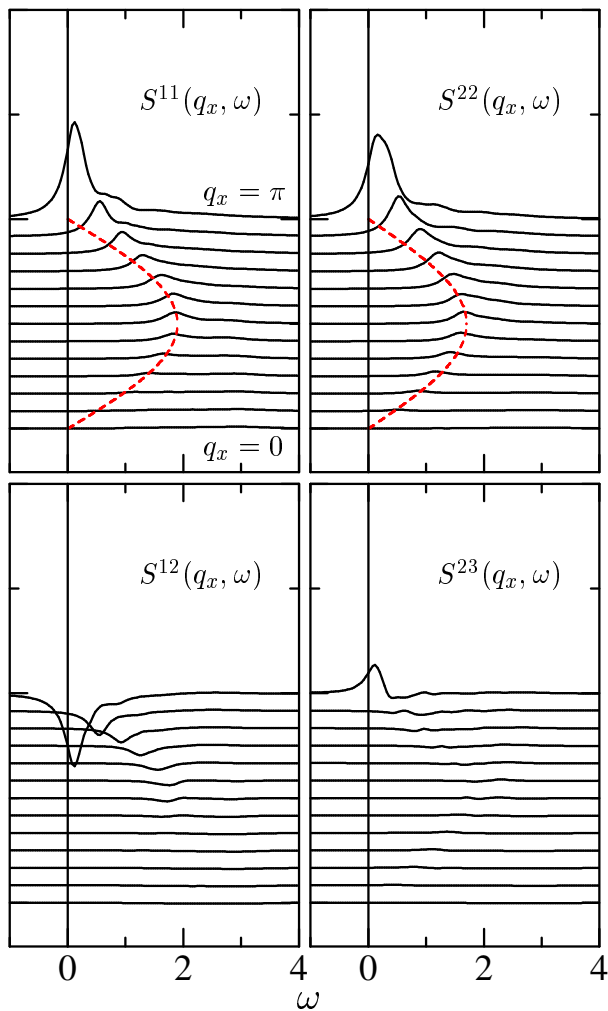 S^{11}(q_x, ω)
S^{22}(q_x, ω)
q_x = π
q_x = 0
S^{12}(q_x, ω)
S^{23}(q_x, ω)
0 2 4 0 2 4
ω